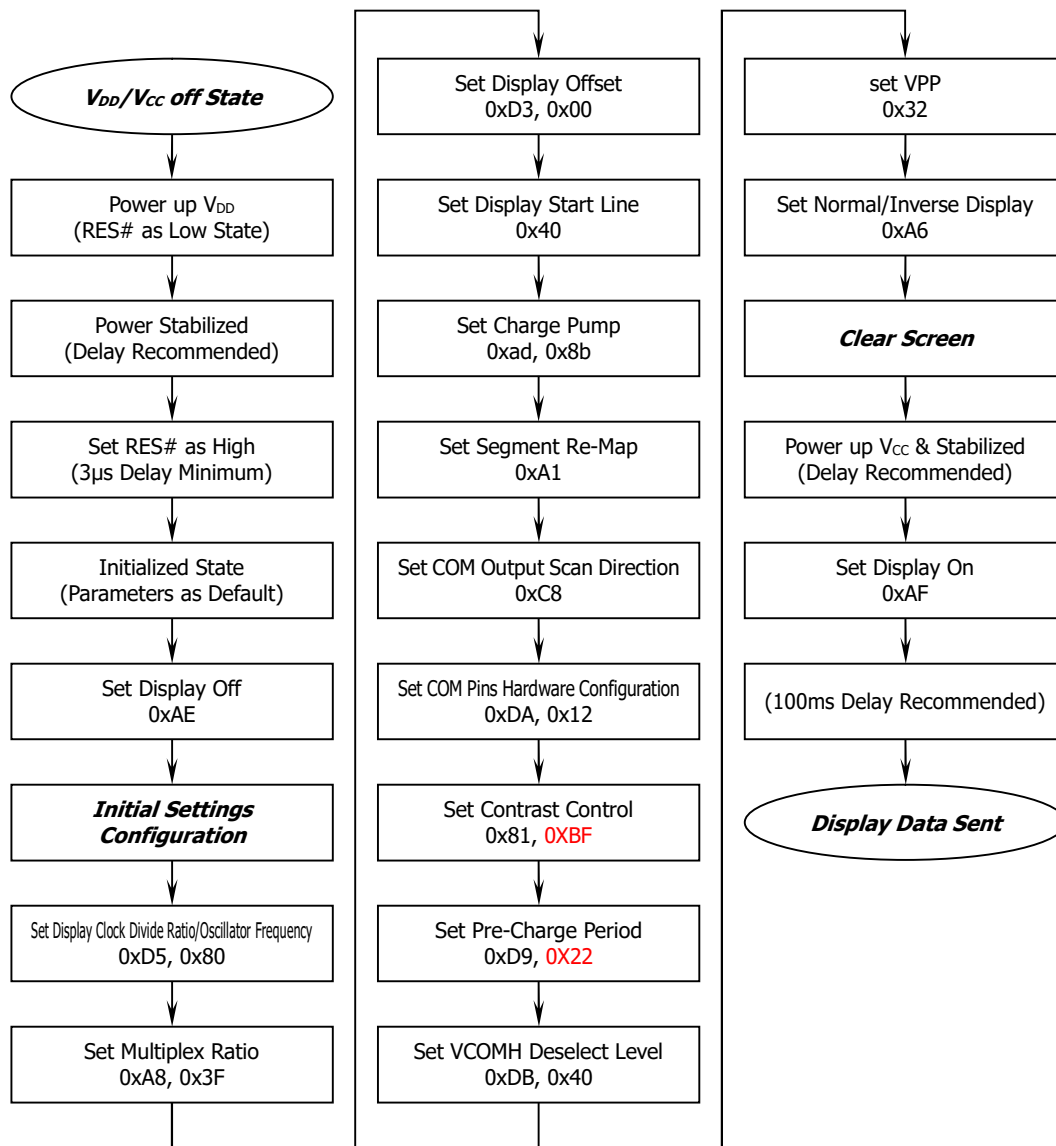 V_DD/V_CC off State
Power up V_DD
(RES# as Low State)
Power Stabilized
(Delay Recommended)
Set RES# as High
(3µs Delay Minimum)
Initialized State
(Parameters as Default)
Set Display Off
0xAE
Initial Settings
Configuration
Set Display Clock Divide Ratio/Oscillator Frequency
0xD5, 0x80
Set Multiplex Ratio
0xA8, 0x3F
Set Display Offset
0xD3, 0x00
Set Display Start Line
0x40
Set Charge Pump
0xad, 0x8b
Set Segment Re-Map
0xA1
Set COM Output Scan Direction
0xC8
Set COM Pins Hardware Configuration
0xDA, 0x12
Set Contrast Control
0x81, 0XBF
Set Pre-Charge Period
0xD9, 0X22
Set VCOMH Deselect Level
0xDB, 0x40
set VPP
0x32
Set Normal/Inverse Display
0xA6
Clear Screen
Power up V_CC & Stabilized
(Delay Recommended)
Set Display On
0xAF
(100ms Delay Recommended)
Display Data Sent